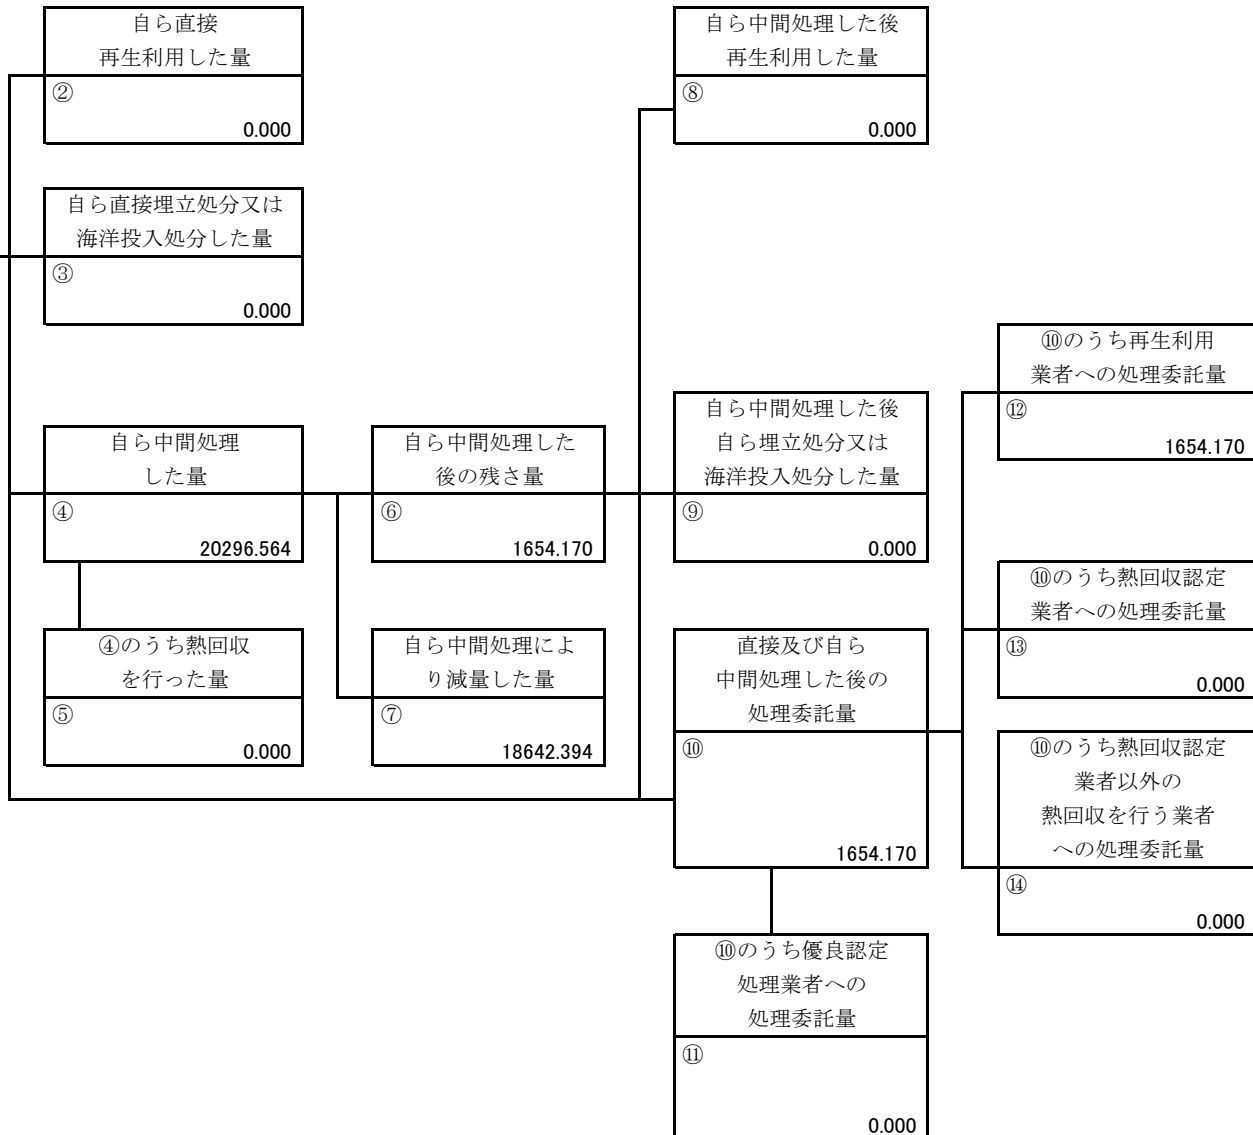 自ら直接
再生利用した量
②
0.000
自ら直接埋立処分又は
海洋投入処分した量
③
0.000
自ら中間処理
した量
④
20296.564
④のうち熱回収
を行った量
⑤
0.000
自ら中間処理した
後の残さ量
⑥
1654.170
自ら中間処理によ
り減量した量
⑦
18642.394
自ら中間処理した後
再生利用した量
⑧
0.000
自ら中間処理した後
自ら埋立処分又は
海洋投入処分した量
⑨
0.000
直接及び自ら
中間処理した後の
処理委託量
⑩
1654.170
⑩のうち優良認定
処理業者への
処理委託量
⑪
0.000
⑩のうち再生利用
業者への処理委託量
⑫
1654.170
⑩のうち熱回収認定
業者への処理委託量
⑬
0.000
⑩のうち熱回収認定
業者以外の
熱回収を行う業者
への処理委託量
⑭
0.000